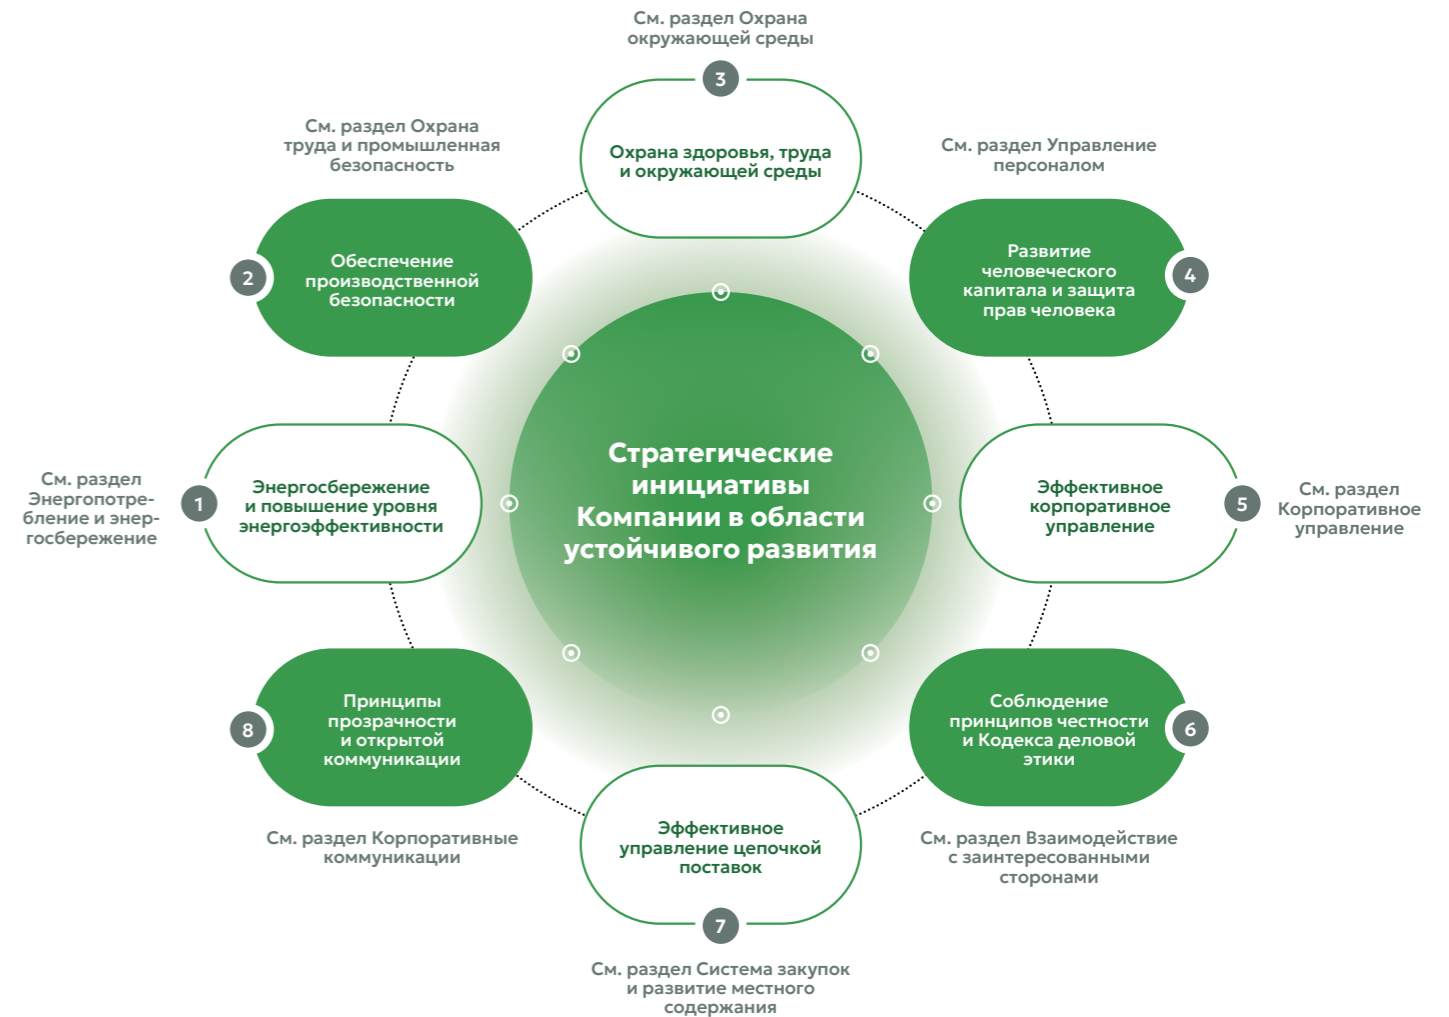 См. раздел Охрана
окружающей среды
3
Охрана здоровья, труда
и окружающей среды
См. раздел Охрана
труда и промышленная
безопасность
2
Обеспечение
производственной
безопасности
См. раздел Управление
персоналом
4
Развитие
человеческого
капитала и защита
прав человека
См. раздел
Энергопотре-
бление и энер-
госбережение
1
Энергосбережение
и повышение уровня
энергоэффективности
Стратегические
инициативы
Компании в области
устойчивого развития
Эффективное
корпоративное
управление
5
См. раздел
Корпоративное
управление
8
Принципы
прозрачности
и открытой
коммуникации
См. раздел Корпоративные
коммуникации
Соблюдение
принципов честности
и Кодекса деловой
этики
6
См. раздел Взаимодействие
с заинтересованными
сторонами
Эффективное
управление цепочкой
поставок
7
См. раздел Система закупок
и развитие местного
содержания